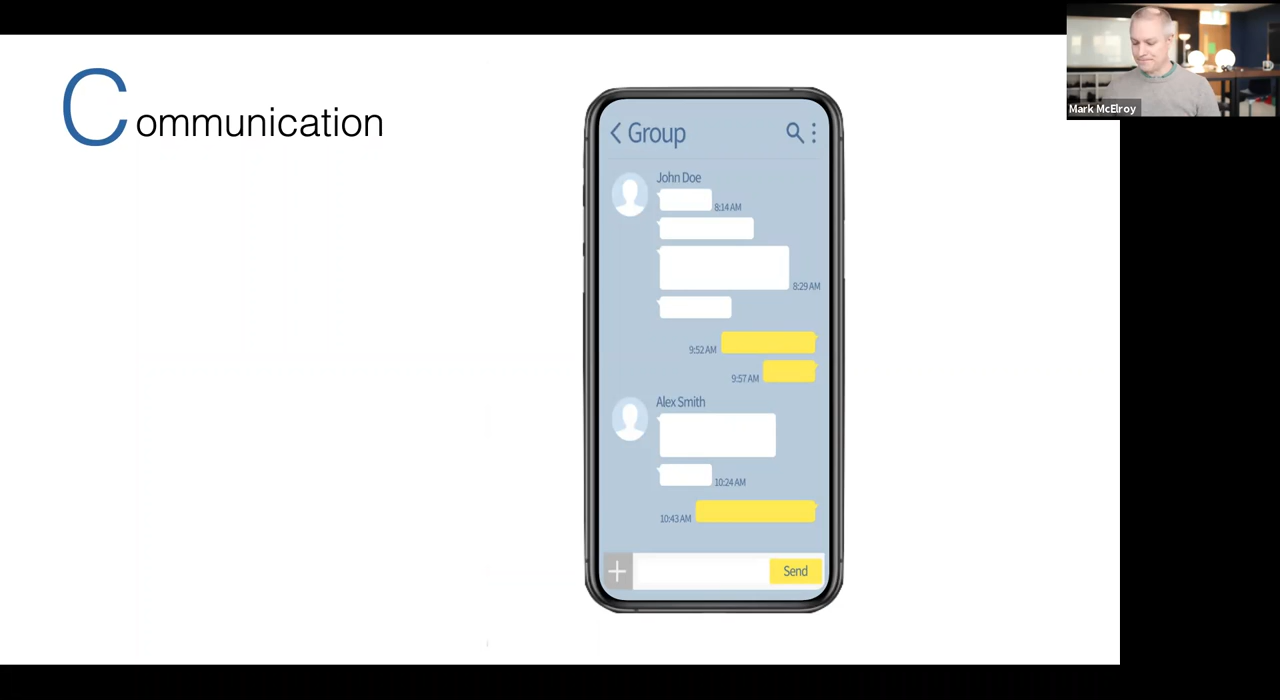 Communication
Mark McElroy
Group
John Doe
8:14 AM
8:29 AM
9:52 AM
9:57 AM
Alex Smith
10:24 AM
10:43 AM
Send